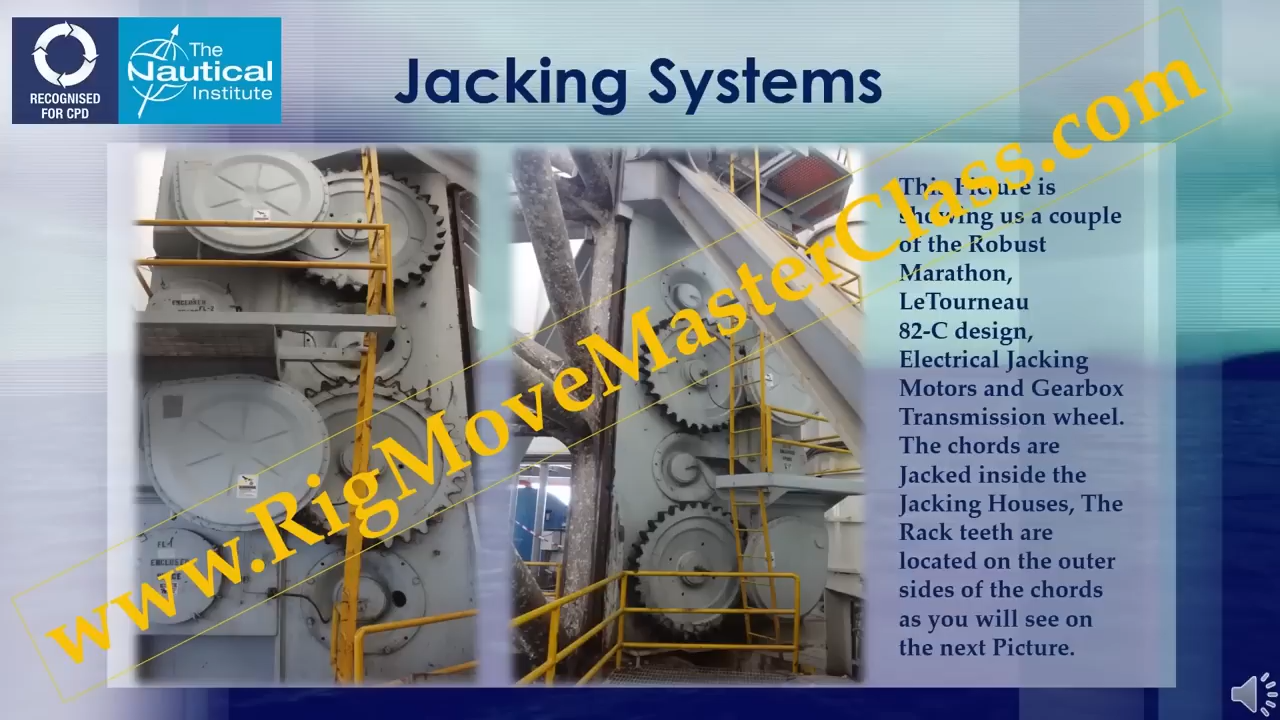 RECOGNISED
FOR CPD
The
Nautical
Institute
Jacking Systems
This Picture is
showing us a couple
of the Robust
Marathon,
LeTourneau
82-C design,
Electrical Jacking
Motors and Gearbox
Transmission wheel.
The chords are
Jacked inside the
Jacking Houses, The
Rack teeth are
located on the outer
sides of the chords
as you will see on
the next Picture.
www.RigMoveMasterClass.com
FL-1